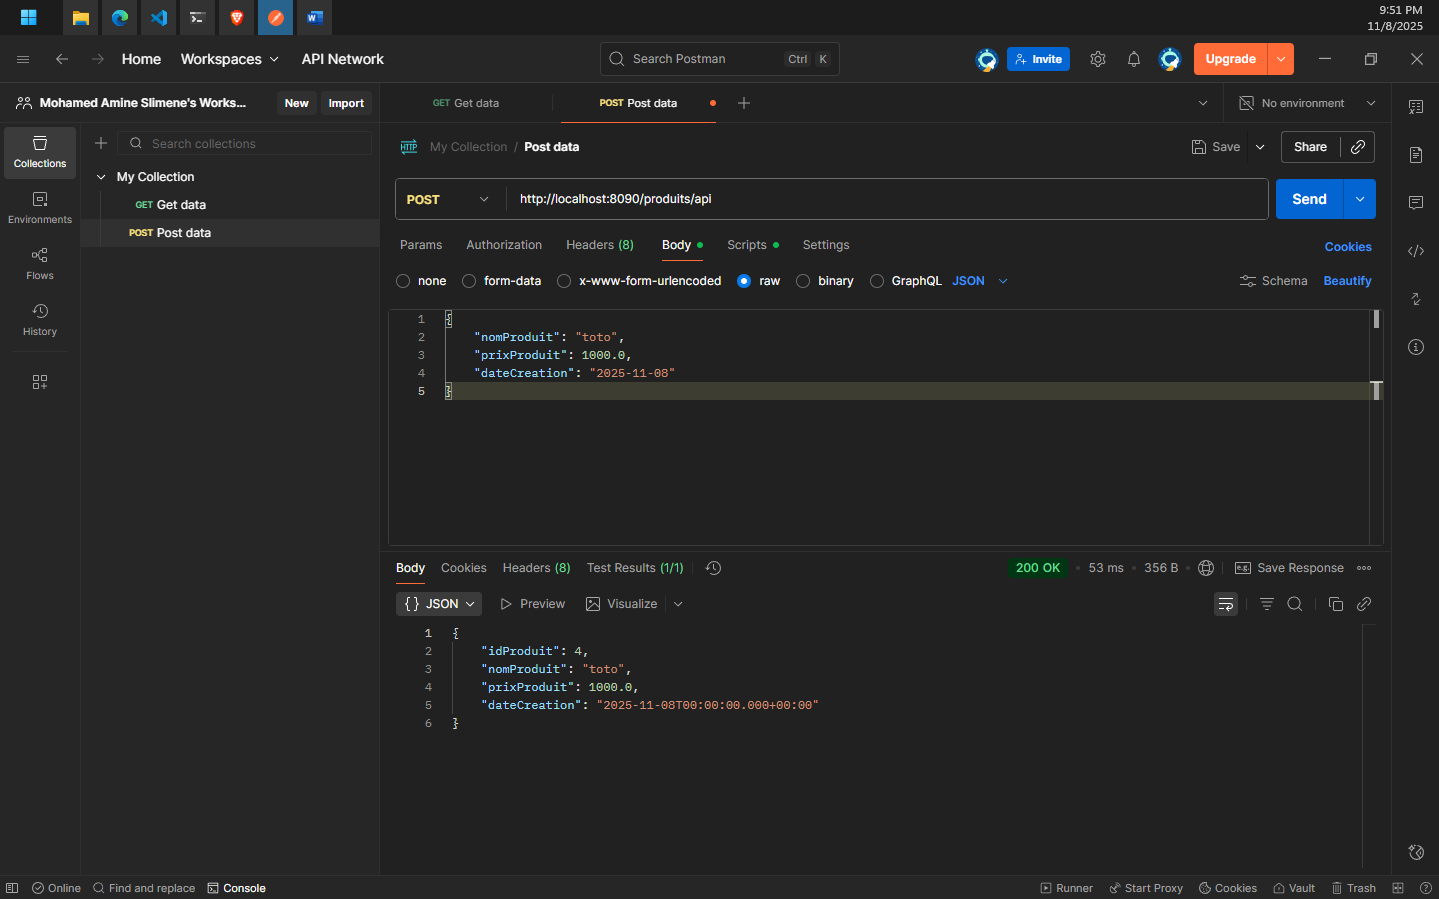 9:51 PM
11/8/2025
Home Workspaces API Network
Search Postman Ctrl K
Invite
Upgrade
Mohamed Amine Slimene's Works... New Import
GET Get data
POST Post data
No environment
Search collections
My Collection
GET Get data
POST Post data
Collections
Environments
Flows
History
HTTP My Collection / Post data
Save
Share
POST http://localhost:8090/produits/api
Send
Params Authorization Headers (8) Body Scripts Settings
Cookies
none form-data x-www-form-urlencoded raw binary GraphQL JSON
Schema Beautify
1 {
2 "nomProduit": "toto",
3 "prixProduit": 1000.0,
4 "dateCreation": "2025-11-08"
5 }
Body Cookies Headers (8) Test Results (1/1)
200 OK 53 ms 356 B e.g. Save Response
{} JSON Preview Visualize
1 {
2 "idProduit": 4,
3 "nomProduit": "toto",
4 "prixProduit": 1000.0,
5 "dateCreation": "2025-11-08T00:00:00.000+00:00"
6 }
Online Find and replace Console
Runner Start Proxy Cookies Vault Trash